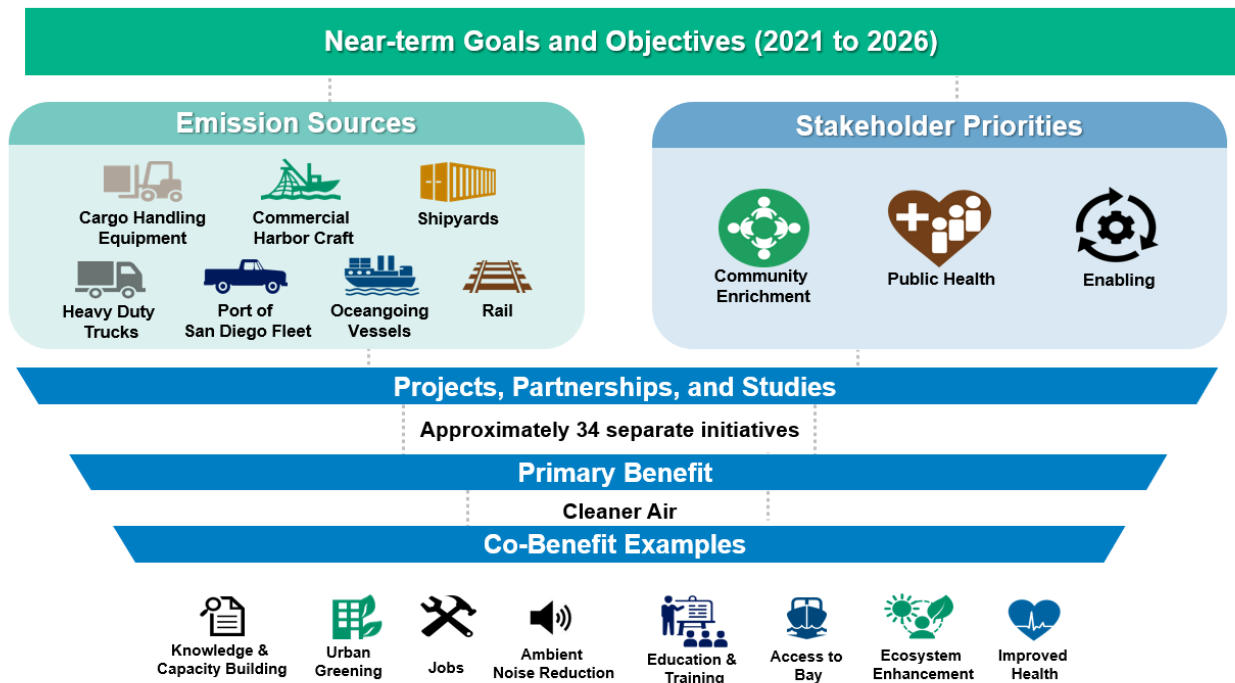 Near-term Goals and Objectives (2021 to 2026)
Emission Sources
Stakeholder Priorities
Cargo Handling
Equipment
Commercial
Harbor Craft
Shipyards
Heavy Duty
Trucks
Port of
San Diego Fleet
Oceangoing
Vessels
Rail
Community
Enrichment
Public Health
Enabling
Projects, Partnerships, and Studies
Approximately 34 separate initiatives
Primary Benefit
Cleaner Air
Co-Benefit Examples
Knowledge &
Capacity Building
Urban
Greening
Jobs
Ambient
Noise Reduction
Education &
Training
Access to
Bay
Ecosystem
Enhancement
Improved
Health